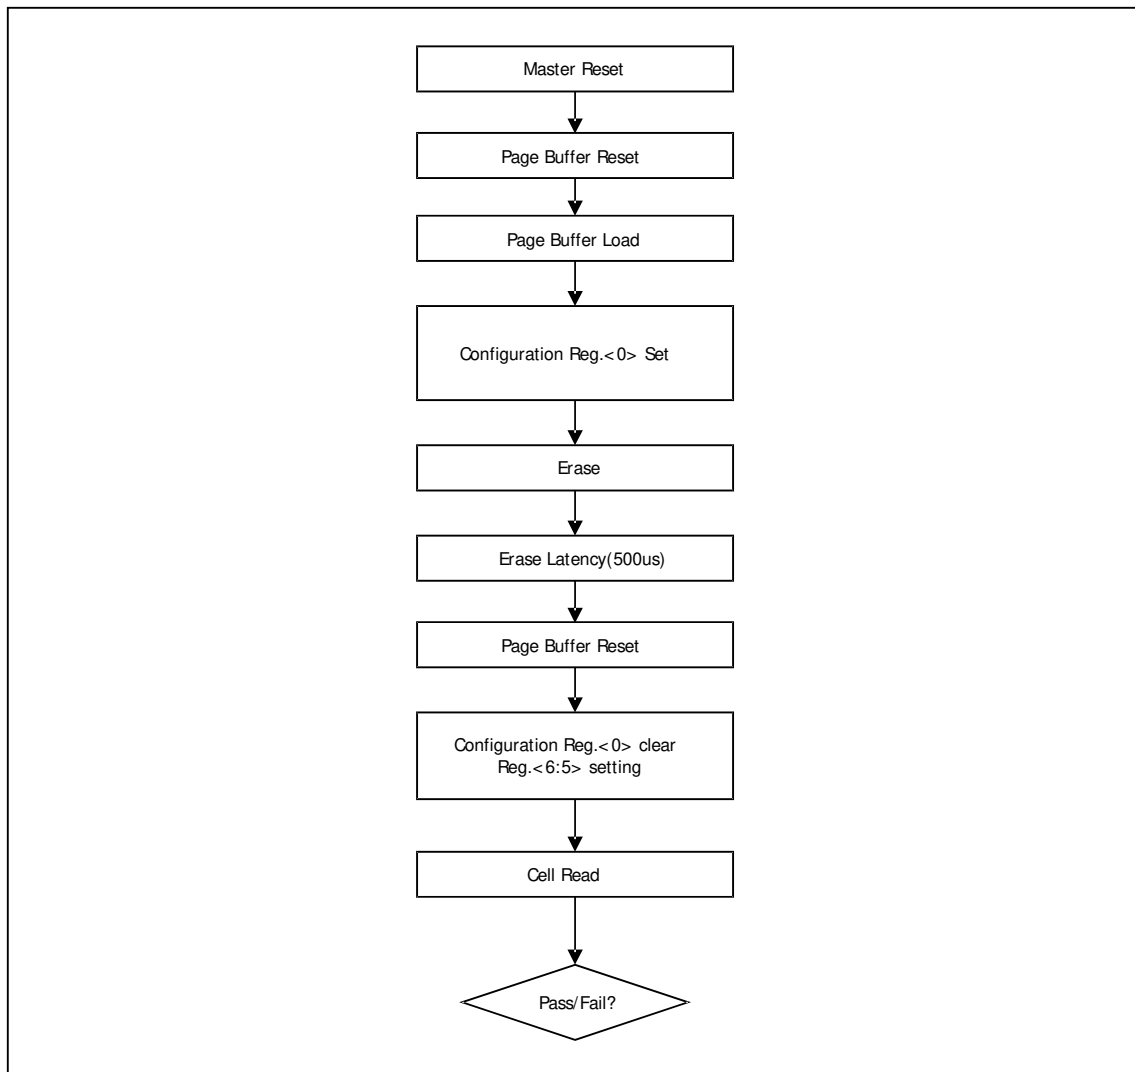 Master Reset
Page Buffer Reset
Page Buffer Load
Configuration Reg.<0> Set
Erase
Erase Latency(500us)
Page Buffer Reset
Configuration Reg.<0> clear
Reg.<6:5> setting
Cell Read
Pass/Fail?